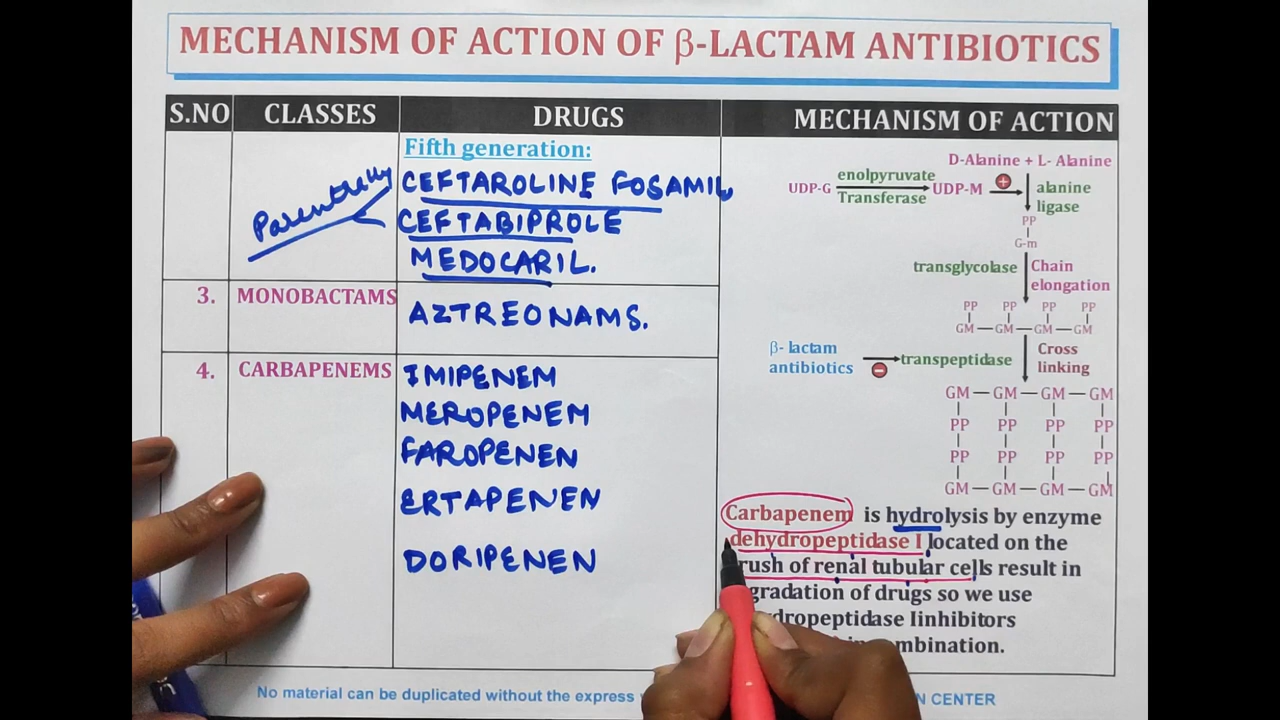 MECHANISM OF ACTION OF β-LACTAM ANTIBIOTICS
S.NO CLASSES DRUGS MECHANISM OF ACTION
Fifth generation:
Parentrally
CEFTAROLINE FOSAMIL
CEFTABIPROLE
MEDOCARIL.
3. MONOBACTAMS
AZTREONAMS.
4. CARBAPENEMS
IMIPENEM
MEROPENEM
FAROPENEN
ERTAPENEN
DORIPENEN
D-Alanine + L- Alanine
UDP-G enolpyruvate UDP-M + alanine
Transferase ligase
PP
G-m
transglycolase Chain
elongation
PP PP PP PP
GM — GM — GM — GM
β- lactam transpeptidase Cross
antibiotics − linking
GM — GM — GM — GM
PP PP PP PP
PP PP PP PP
GM — GM — GM — GM
Carbapenem is hydrolysis by enzyme
dehydropeptidase I located on the
rush of renal tubular cells result in
gradation of drugs so we use
dropeptidase Iinhibitors
combination.
No material can be duplicated without the express
N CENTER